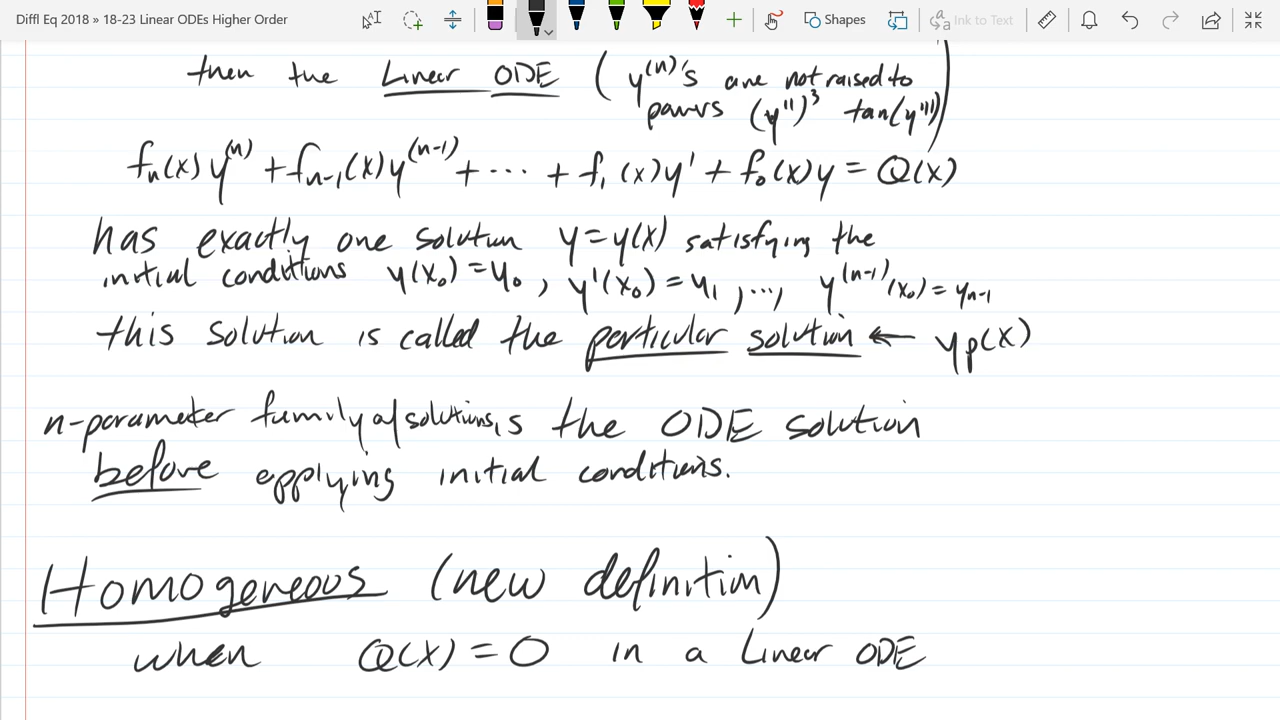 Diffl Eq 2018 » 18-23 Linear ODEs Higher Order
Shapes
Ink to Text
then the Linear ODE ( y^(n)'s are not raised to
powers (y'')³ tan(y''') )
fₙ(x) y^(n) + fₙ₋₁(x) y^(n-1) + ... + f₁(x)y' + f₀(x)y = Q(x)
has exactly one solution y = y(x) satisfying the
initial conditions y(x₀) = y₀, y'(x₀) = y₁, ..., y^(n-1)(x₀) = yₙ₋₁
this solution is called the particular solution ← yp(x)
n-parameter family of solutions is the ODE solution
before applying initial conditions.
Homogeneous (new definition)
when Q(x) = 0 in a Linear ODE